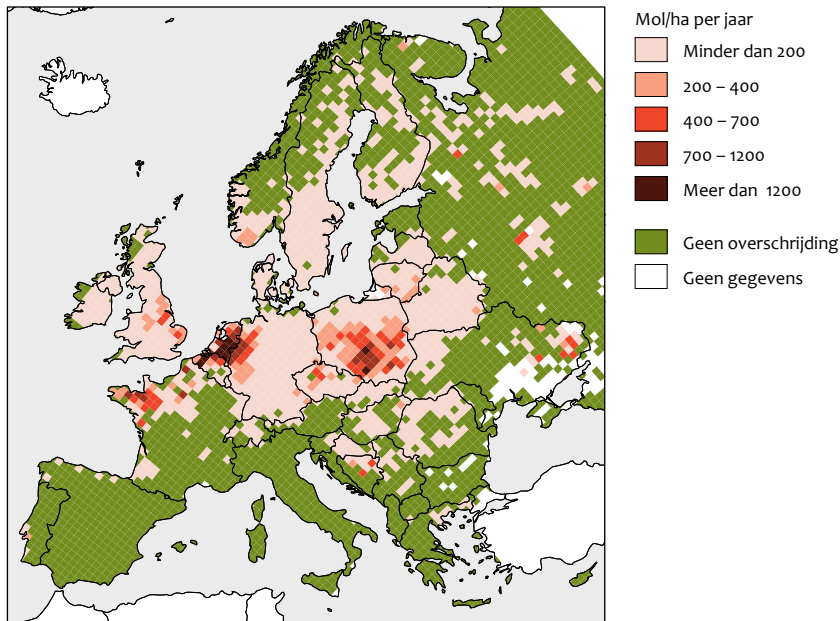 Mol/ha per jaar
Minder dan 200
200 – 400
400 – 700
700 – 1200
Meer dan 1200
Geen overschrijding
Geen gegevens